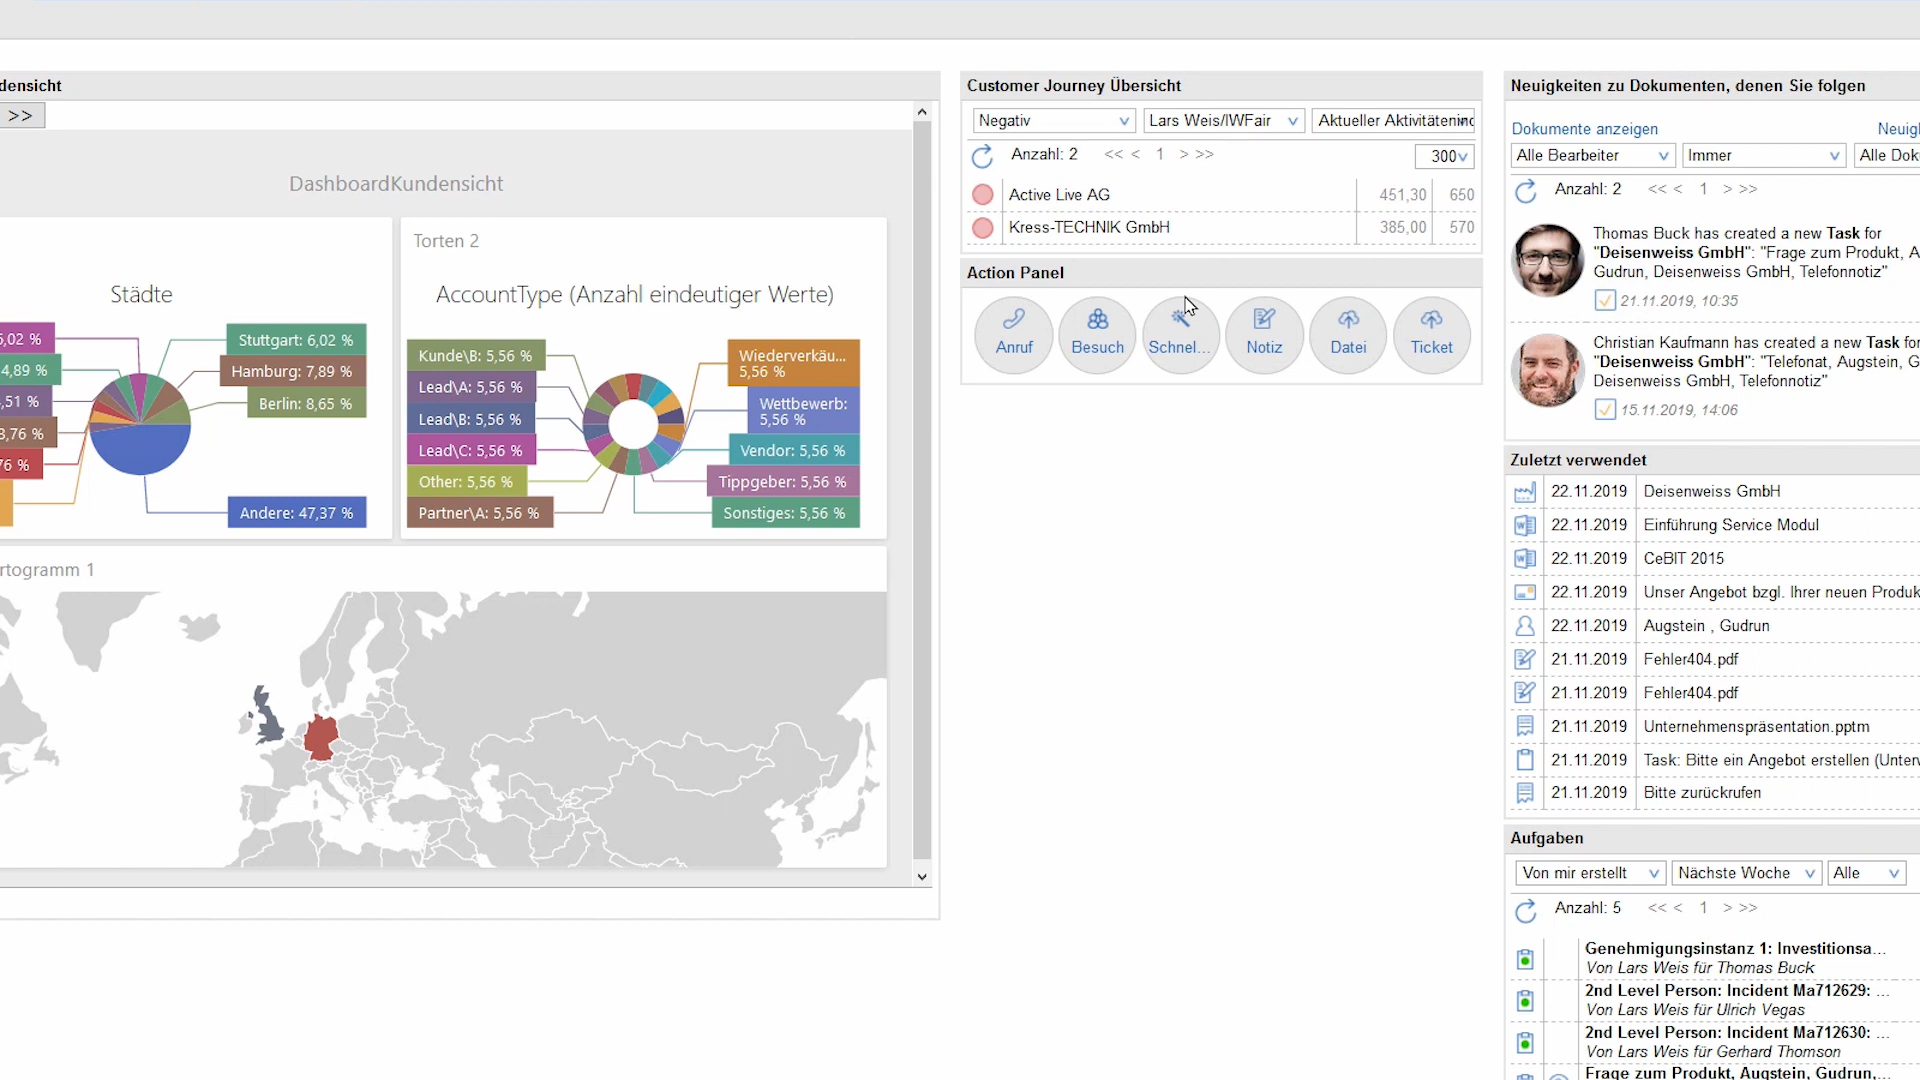 densicht
>>
DashboardKundensicht
Städte
6,02 %
4,89 %
,51 %
3,76 %
76 %
Stuttgart: 6,02 %
Hamburg: 7,89 %
Berlin: 8,65 %
Andere: 47,37 %
Torten 2
AccountType (Anzahl eindeutiger Werte)
Kunde\B: 5,56 %
Lead\A: 5,56 %
Lead\B: 5,56 %
Lead\C: 5,56 %
Other: 5,56 %
Partner\A: 5,56 %
Wiederverkäu...
5,56 %
Wettbewerb:
5,56 %
Vendor: 5,56 %
Tippgeber: 5,56 %
Sonstiges: 5,56 %
rtogramm 1
Customer Journey Übersicht
Negativ
Lars Weis/IWFair
Aktueller Aktivitäteninc
Anzahl: 2 << < 1 > >>
300
Active Live AG 451,30 650
Kress-TECHNIK GmbH 385,00 570
Action Panel
Anruf
Besuch
Schnel...
Notiz
Datei
Ticket
Neuigkeiten zu Dokumenten, denen Sie folgen
Dokumente anzeigen
Neuig
Alle Bearbeiter
Immer
Alle Dok
Anzahl: 2 << < 1 > >>
Thomas Buck has created a new Task for
"Deisenweiss GmbH": "Frage zum Produkt, A
Gudrun, Deisenweiss GmbH, Telefonnotiz"
21.11.2019, 10:35
Christian Kaufmann has created a new Task for
"Deisenweiss GmbH": "Telefonat, Augstein, G
Deisenweiss GmbH, Telefonnotiz"
15.11.2019, 14:06
Zuletzt verwendet
22.11.2019 Deisenweiss GmbH
22.11.2019 Einführung Service Modul
22.11.2019 CeBIT 2015
22.11.2019 Unser Angebot bzgl. Ihrer neuen Produk
22.11.2019 Augstein , Gudrun
21.11.2019 Fehler404.pdf
21.11.2019 Fehler404.pdf
21.11.2019 Unternehmenspräsentation.pptm
21.11.2019 Task: Bitte ein Angebot erstellen (Unterv
21.11.2019 Bitte zurückrufen
Aufgaben
Von mir erstellt
Nächste Woche
Alle
Anzahl: 5 << < 1 > >>
Genehmigungsinstanz 1: Investitionsa...
Von Lars Weis für Thomas Buck
2nd Level Person: Incident Ma712629: ...
Von Lars Weis für Ulrich Vegas
2nd Level Person: Incident Ma712630: ...
Von Lars Weis für Gerhard Thomson
Frage zum Produkt, Augstein, Gudrun,...